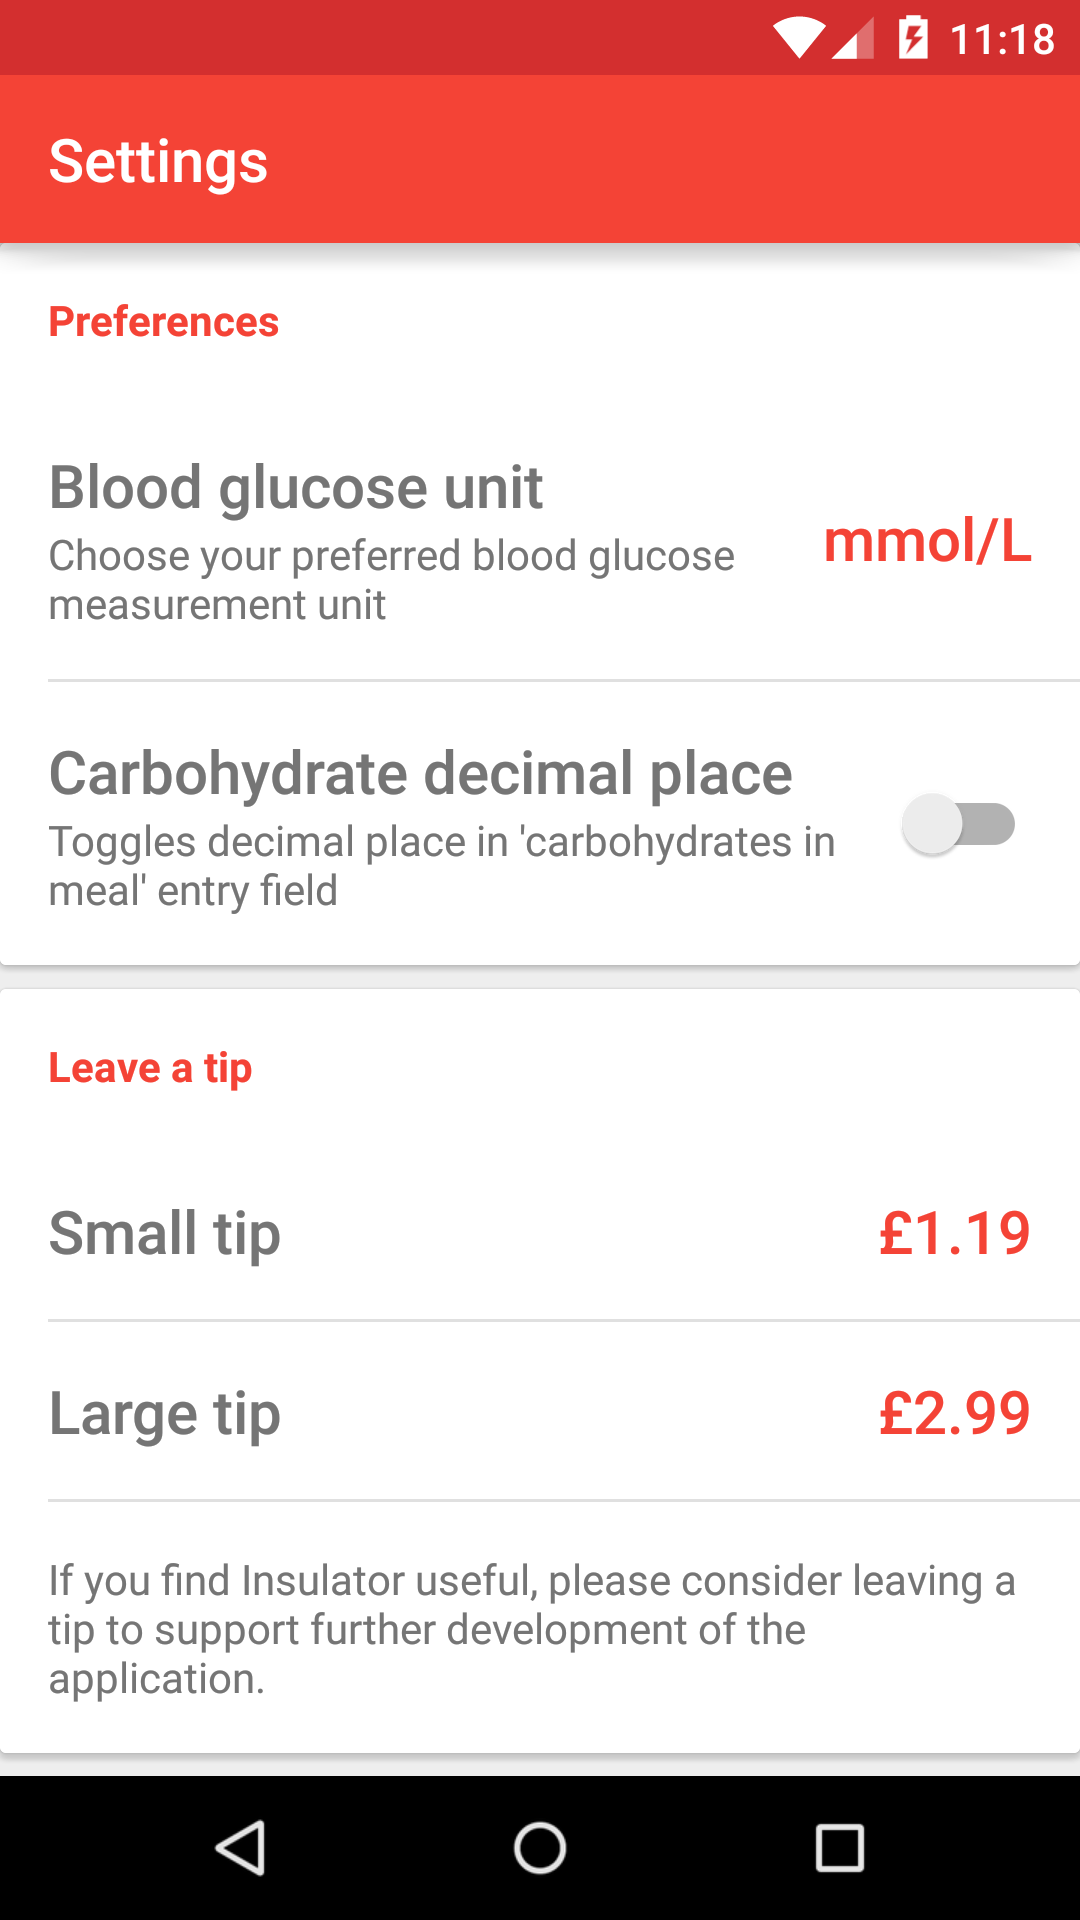 11:18
Settings
Preferences
Blood glucose unit
Choose your preferred blood glucose
measurement unit
mmol/L
Carbohydrate decimal place
Toggles decimal place in 'carbohydrates in
meal' entry field
Leave a tip
Small tip
£1.19
Large tip
£2.99
If you find Insulator useful, please consider leaving a
tip to support further development of the
application.